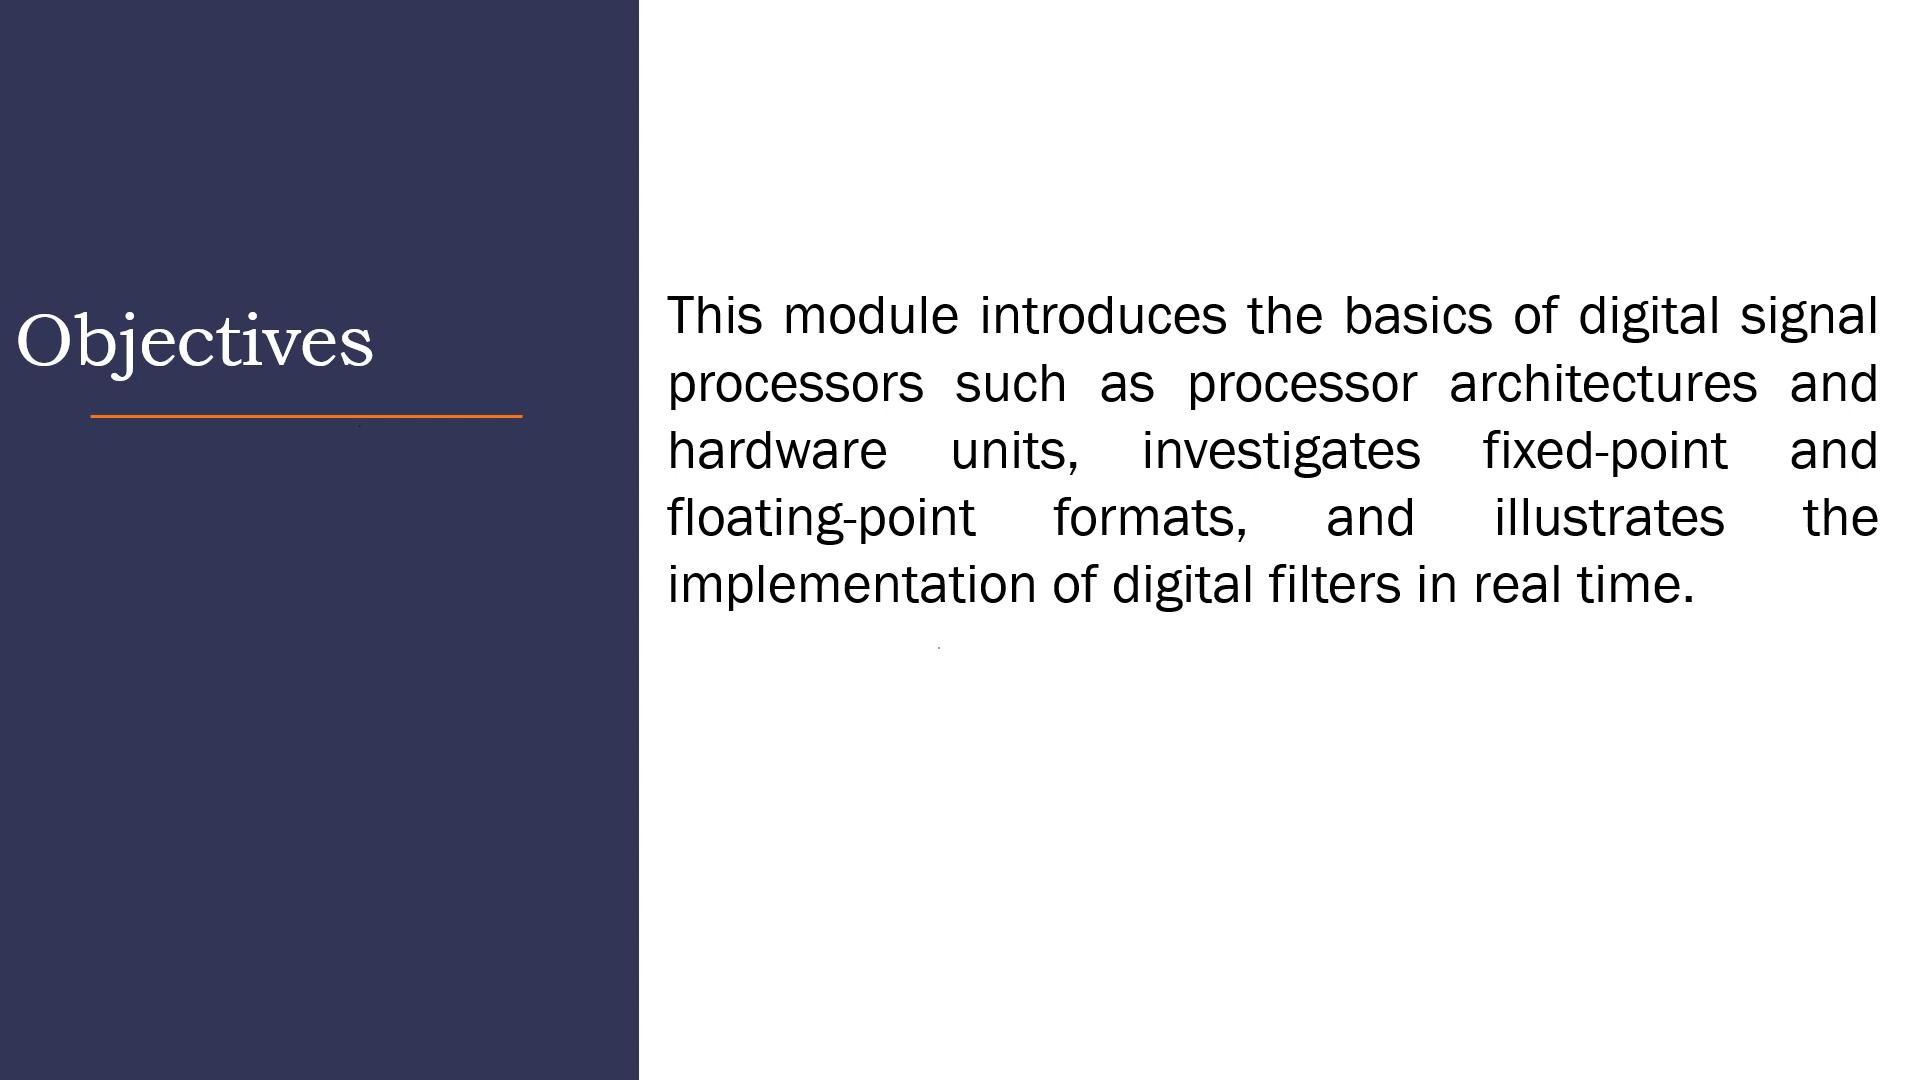 Objectives
This module introduces the basics of digital signal
processors such as processor architectures and
hardware units, investigates fixed-point and
floating-point formats, and illustrates the
implementation of digital filters in real time.